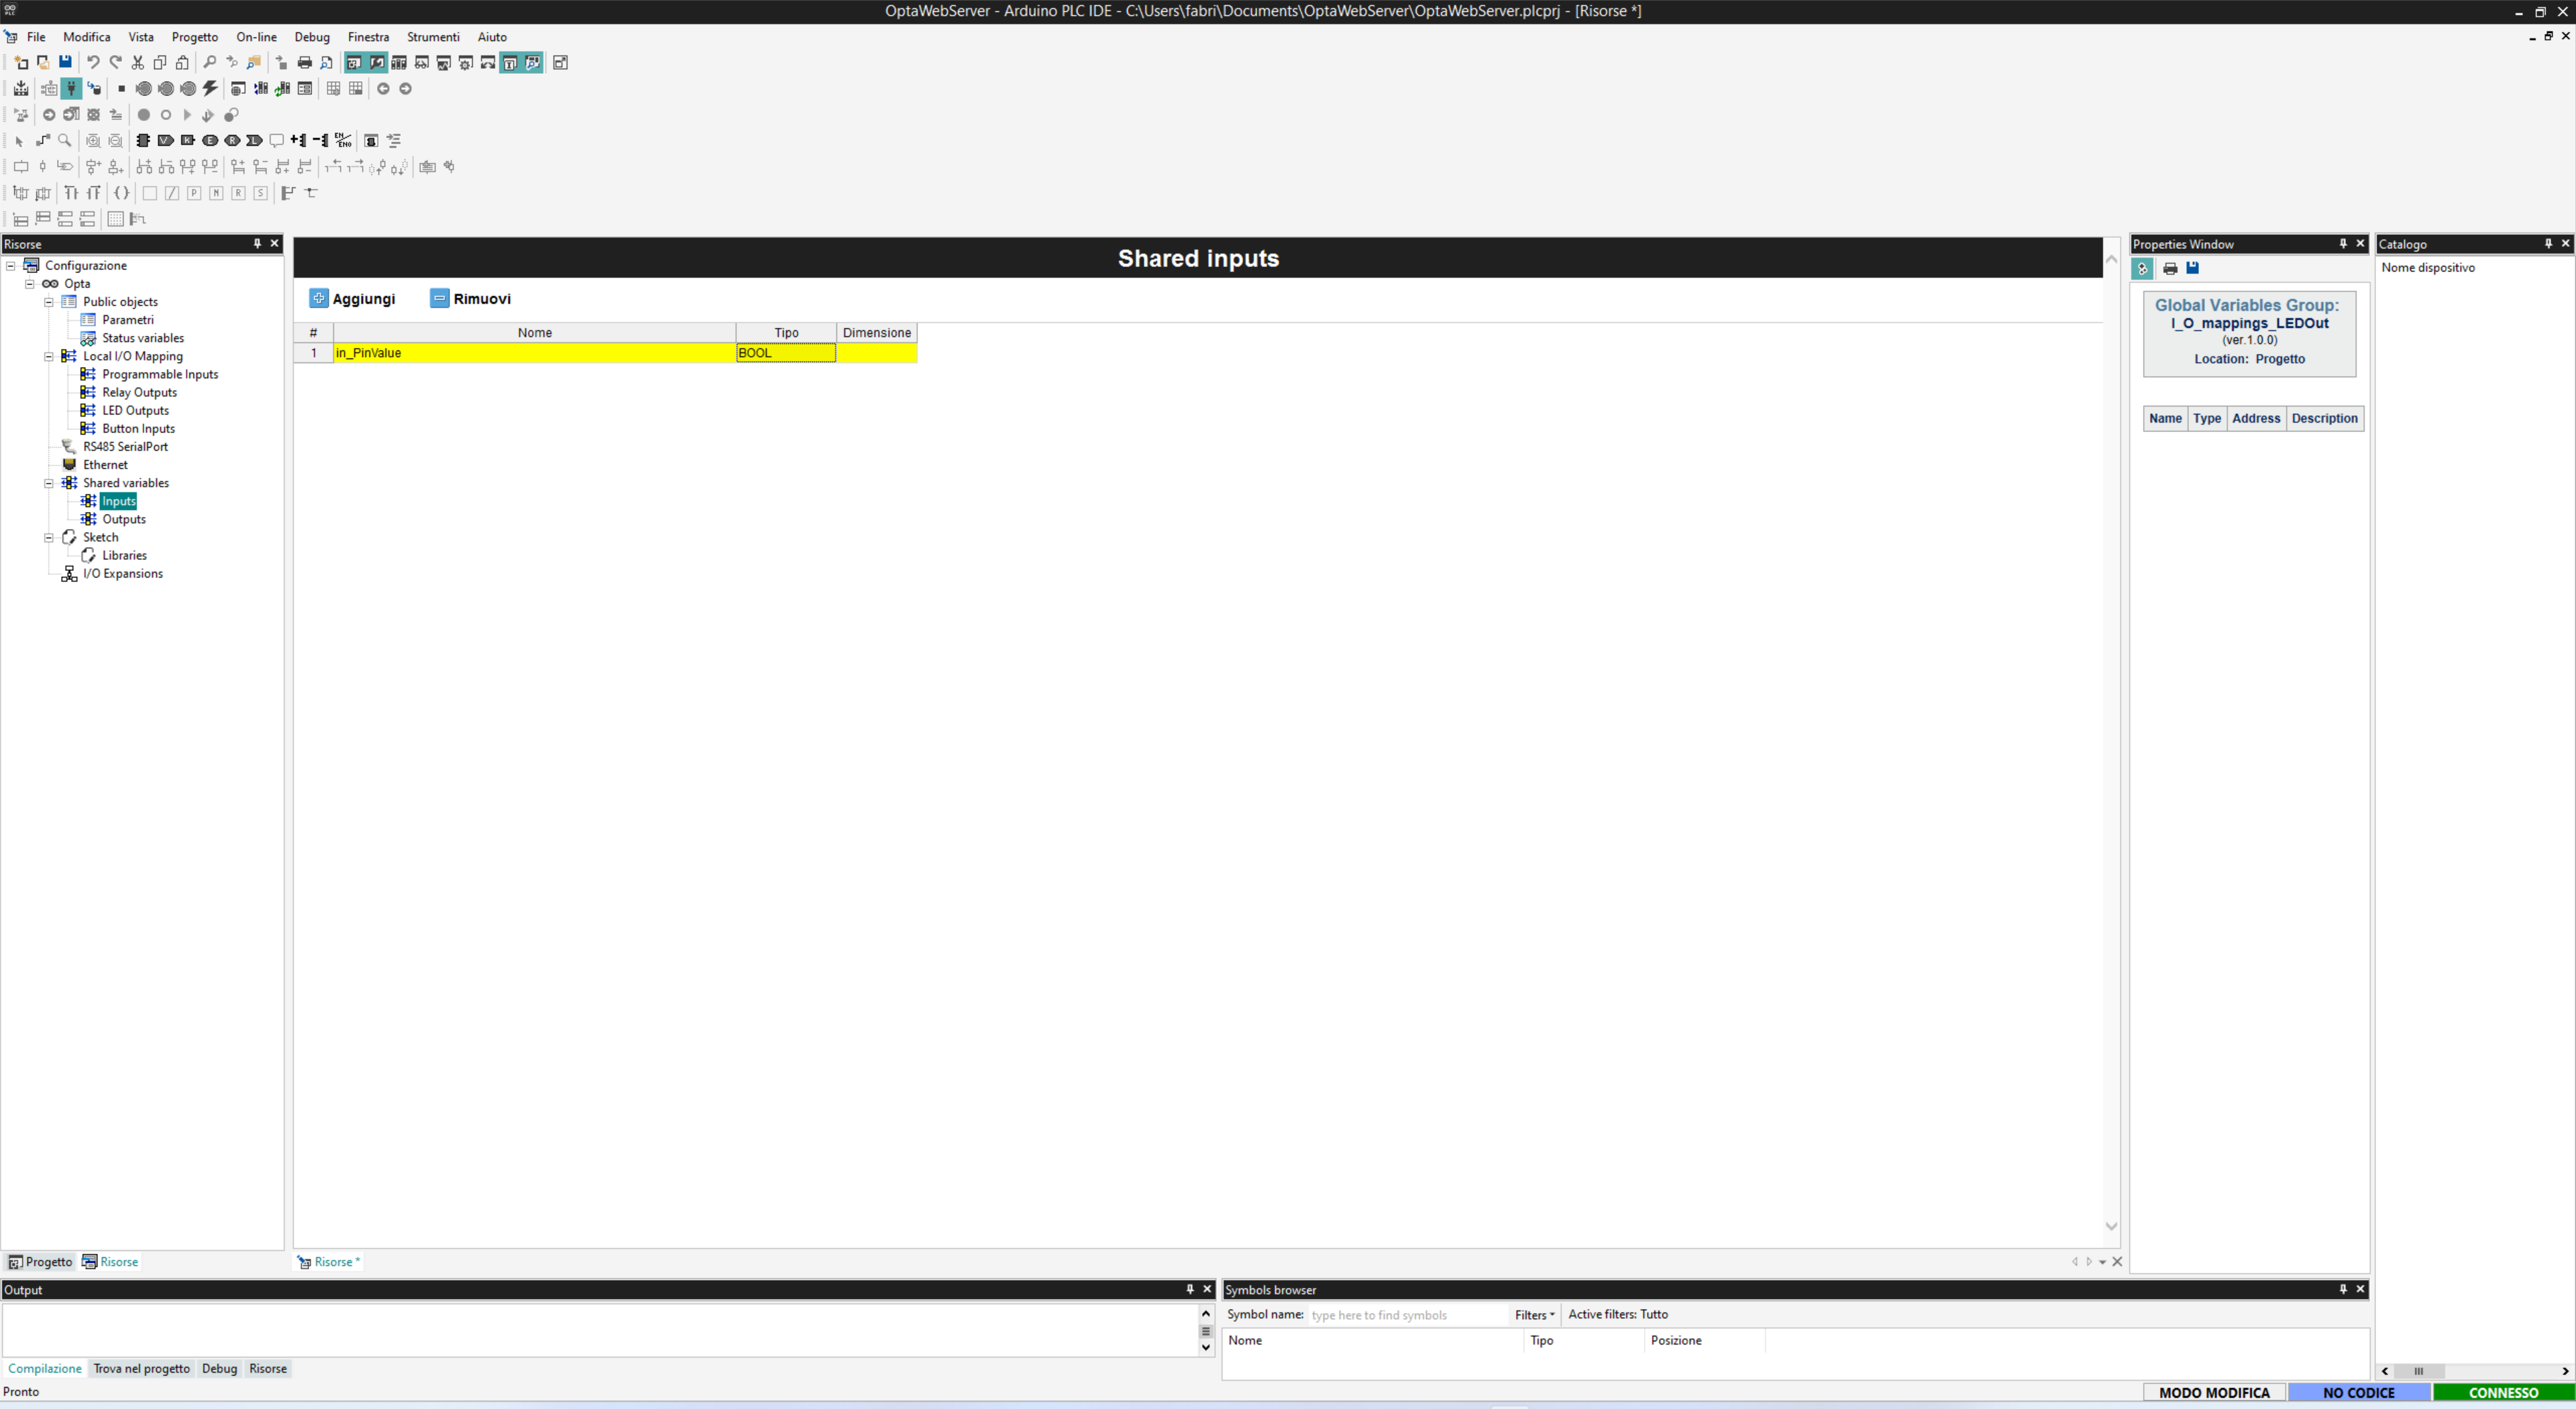 OptaWebServer - Arduino PLC IDE - C:\Users\fabri\Documents\OptaWebServer\OptaWebServer.plcprj - [Risorse *]
File Modifica Vista Progetto On-line Debug Finestra Strumenti Aiuto
Risorse
Configurazione
Opta
Public objects
Parametri
Status variables
Local I/O Mapping
Programmable Inputs
Relay Outputs
LED Outputs
Button Inputs
RS485 SerialPort
Ethernet
Shared variables
Inputs
Outputs
Sketch
Libraries
I/O Expansions
Progetto Risorse
Shared inputs
Aggiungi Rimuovi
# Nome Tipo Dimensione
1 in_PinValue BOOL
Risorse *
Properties Window
Global Variables Group:
I_O_mappings_LEDOut
(ver.1.0.0)
Location: Progetto
Name Type Address Description
Catalogo
Nome dispositivo
Output
Compilazione Trova nel progetto Debug Risorse
Symbols browser
Symbol name: type here to find symbols Filters Active filters: Tutto
Nome Tipo Posizione
Pronto
MODO MODIFICA NO CODICE CONNESSO